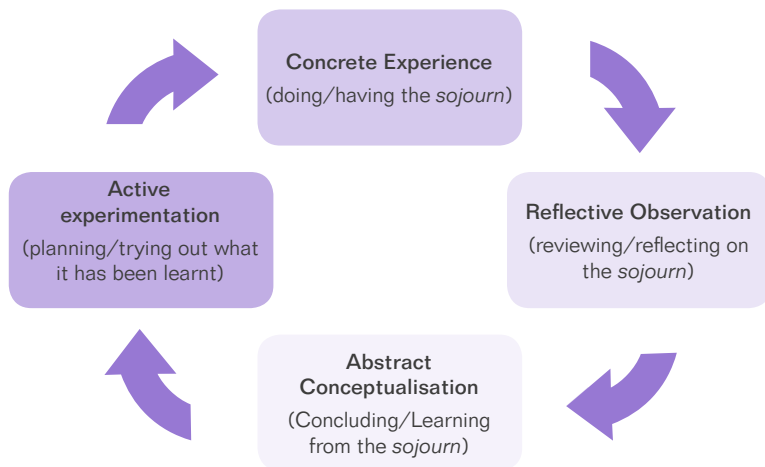 Concrete Experience
(doing/having the sojourn)
Reflective Observation
(reviewing/reflecting on
the sojourn)
Abstract
Conceptualisation
(Concluding/Learning
from the sojourn)
Active
experimentation
(planning/trying out what
it has been learnt)